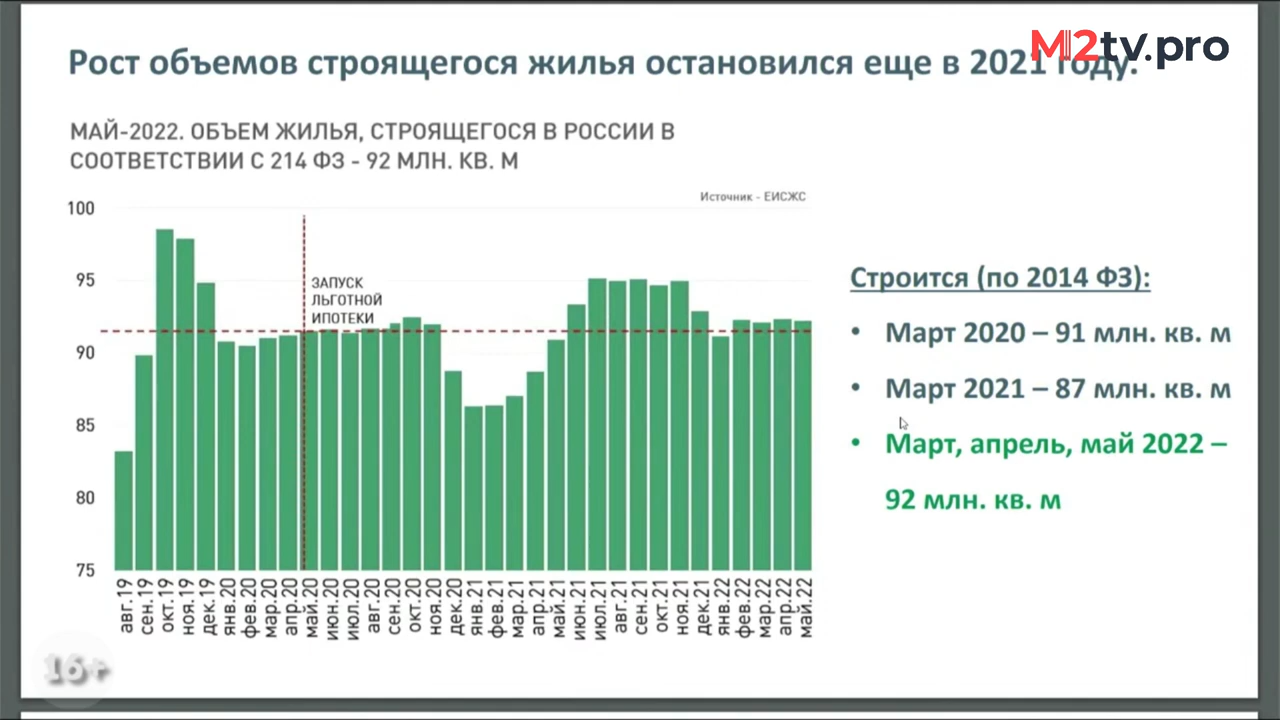 Рост объемов строящегося жилья остановился еще в 2021 году.
M2tv.pro
МАЙ-2022. ОБЪЕМ ЖИЛЬЯ, СТРОЯЩЕГОСЯ В РОССИИ В
СООТВЕТСТВИИ С 214 ФЗ - 92 МЛН. КВ. М
Источник - ЕИСЖС
100
95
90
85
80
75
ЗАПУСК
ЛЬГОТНОЙ
ИПОТЕКИ
авг.19
сен.19
окт.19
ноя.19
дек.19
янв.20
фев.20
мар.20
апр.20
май.20
июн.20
июл.20
авг.20
сен.20
окт.20
ноя.20
дек.20
янв.21
фев.21
мар.21
апр.21
май.21
июн.21
июл.21
авг.21
сен.21
окт.21
ноя.21
дек.21
янв.22
фев.22
мар.22
апр.22
май.22
Строится (по 2014 ФЗ):
• Март 2020 – 91 млн. кв. м
• Март 2021 – 87 млн. кв. м
• Март, апрель, май 2022 –
92 млн. кв. м
16+